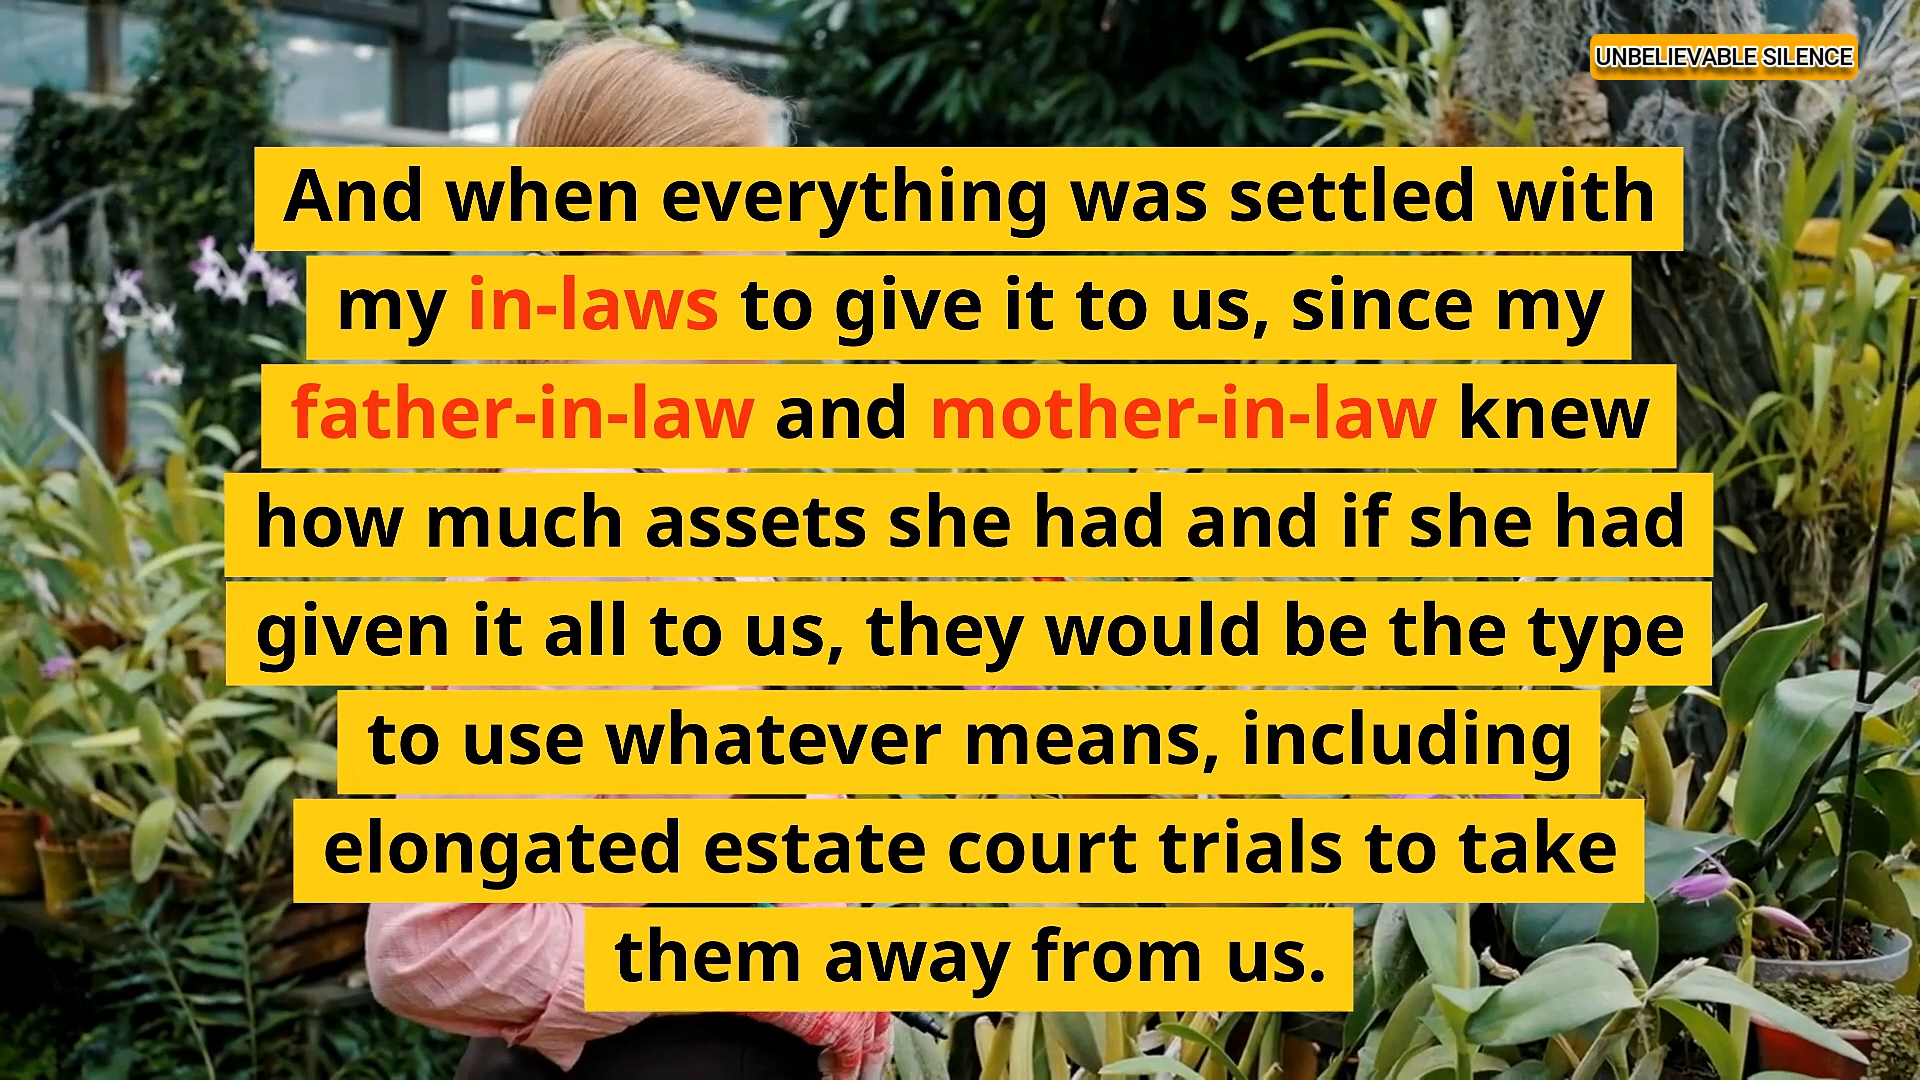 UNBELIEVABLE SILENCE
And when everything was settled with
my in-laws to give it to us, since my
father-in-law and mother-in-law knew
how much assets she had and if she had
given it all to us, they would be the type
to use whatever means, including
elongated estate court trials to take
them away from us.